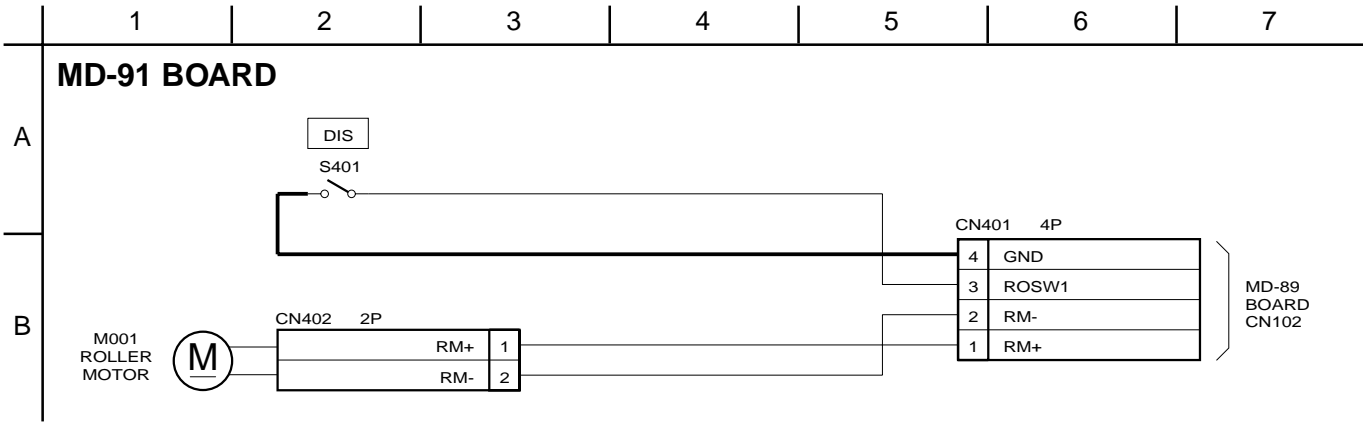 1 2 3 4 5 6 7
MD-91 BOARD
A
DIS
S401
CN401 4P
4 GND
3 ROSW1
2 RM-
1 RM+
MD-89
BOARD
CN102
B
CN402 2P
RM+ 1
RM- 2
M001
ROLLER
MOTOR
M